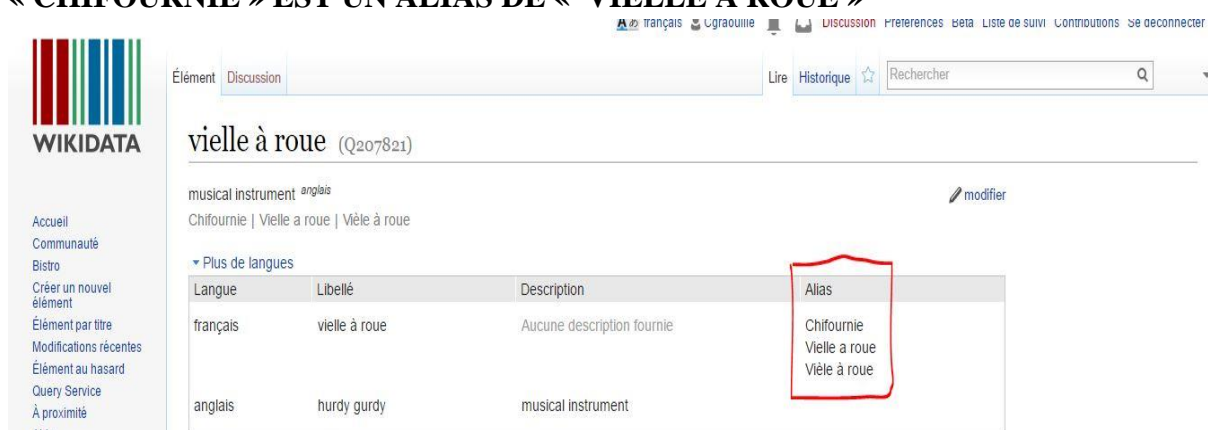 « CHIFOURNIE » EST UN ALIAS DE « VIELLE À ROUE »
français Cgrabouille Discussion Préférences Bêta Liste de suivi Contributions Se déconnecter
Élément Discussion Lire Historique Rechercher
WIKIDATA
vielle à roue (Q207821)
musical instrument anglais modifier
Chifournie | Vielle a roue | Vièle à roue
Accueil
Communauté
Bistro
Créer un nouvel
élément
Élément par titre
Modifications récentes
Élément au hasard
Query Service
À proximité
Plus de langues
Langue Libellé Description Alias
français vielle à roue Aucune description fournie Chifournie
Vielle a roue
Vièle à roue
anglais hurdy gurdy musical instrument